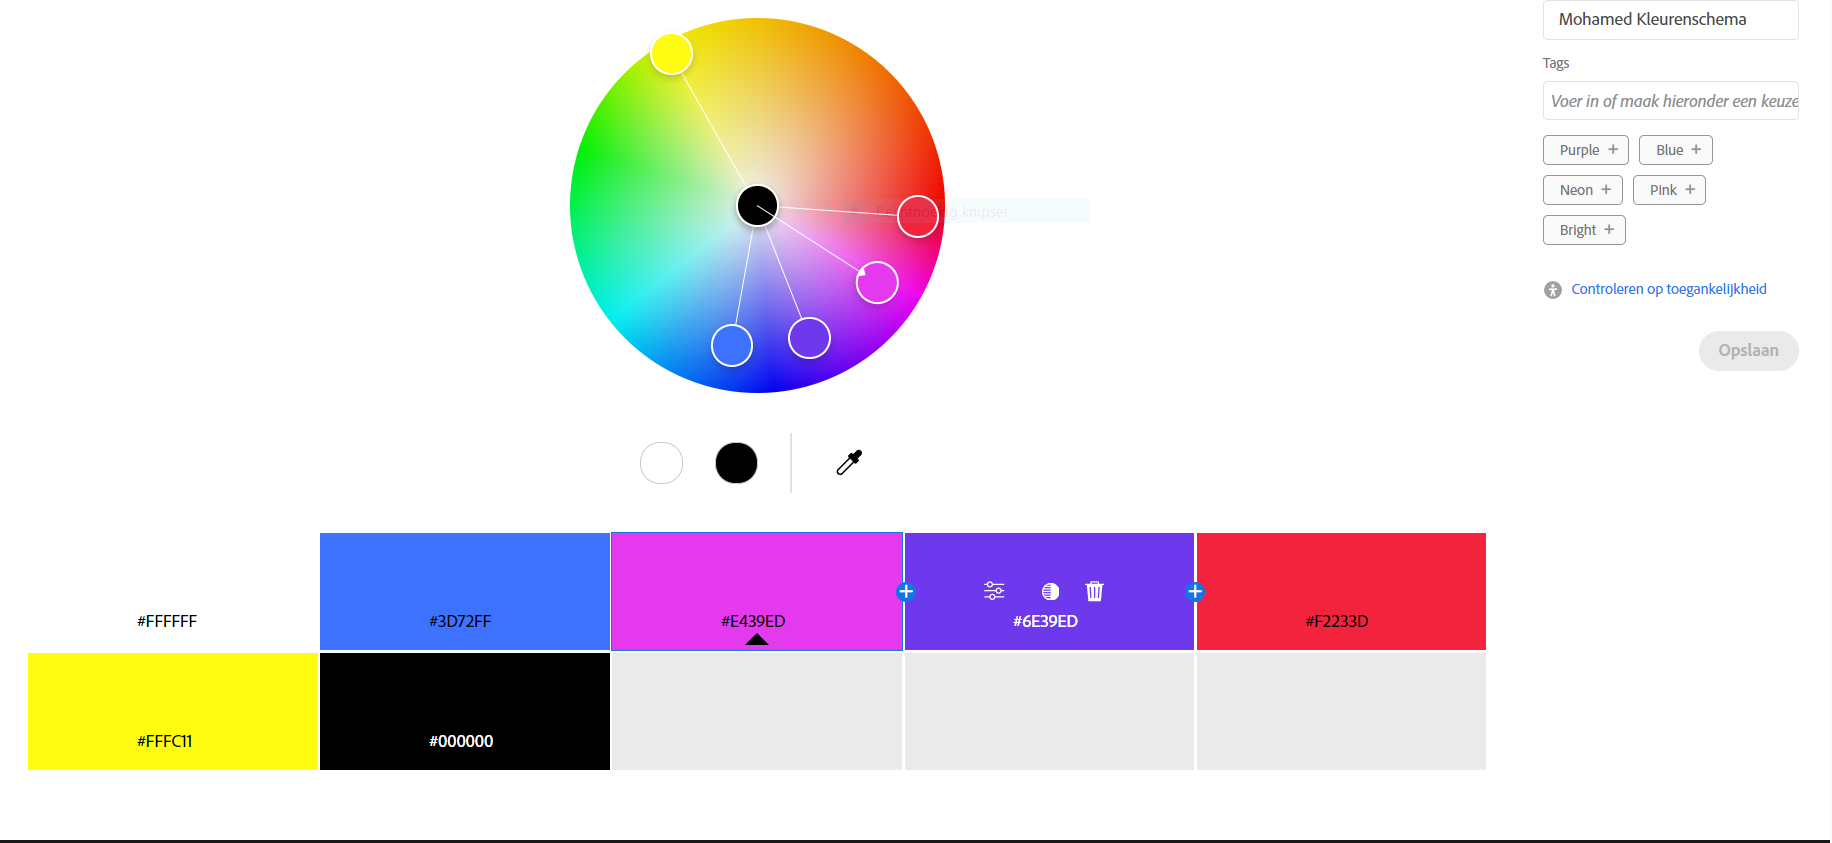 Mohamed Kleurenschema
Tags
Voer in of maak hieronder een keuze
Purple +
Blue +
Neon +
Pink +
Bright +
Controleren op toegankelijkheid
Opslaan
knipsel
#FFFFFF
#3D72FF
#E439ED
#6E39ED
#F2233D
#FFFC11
#000000